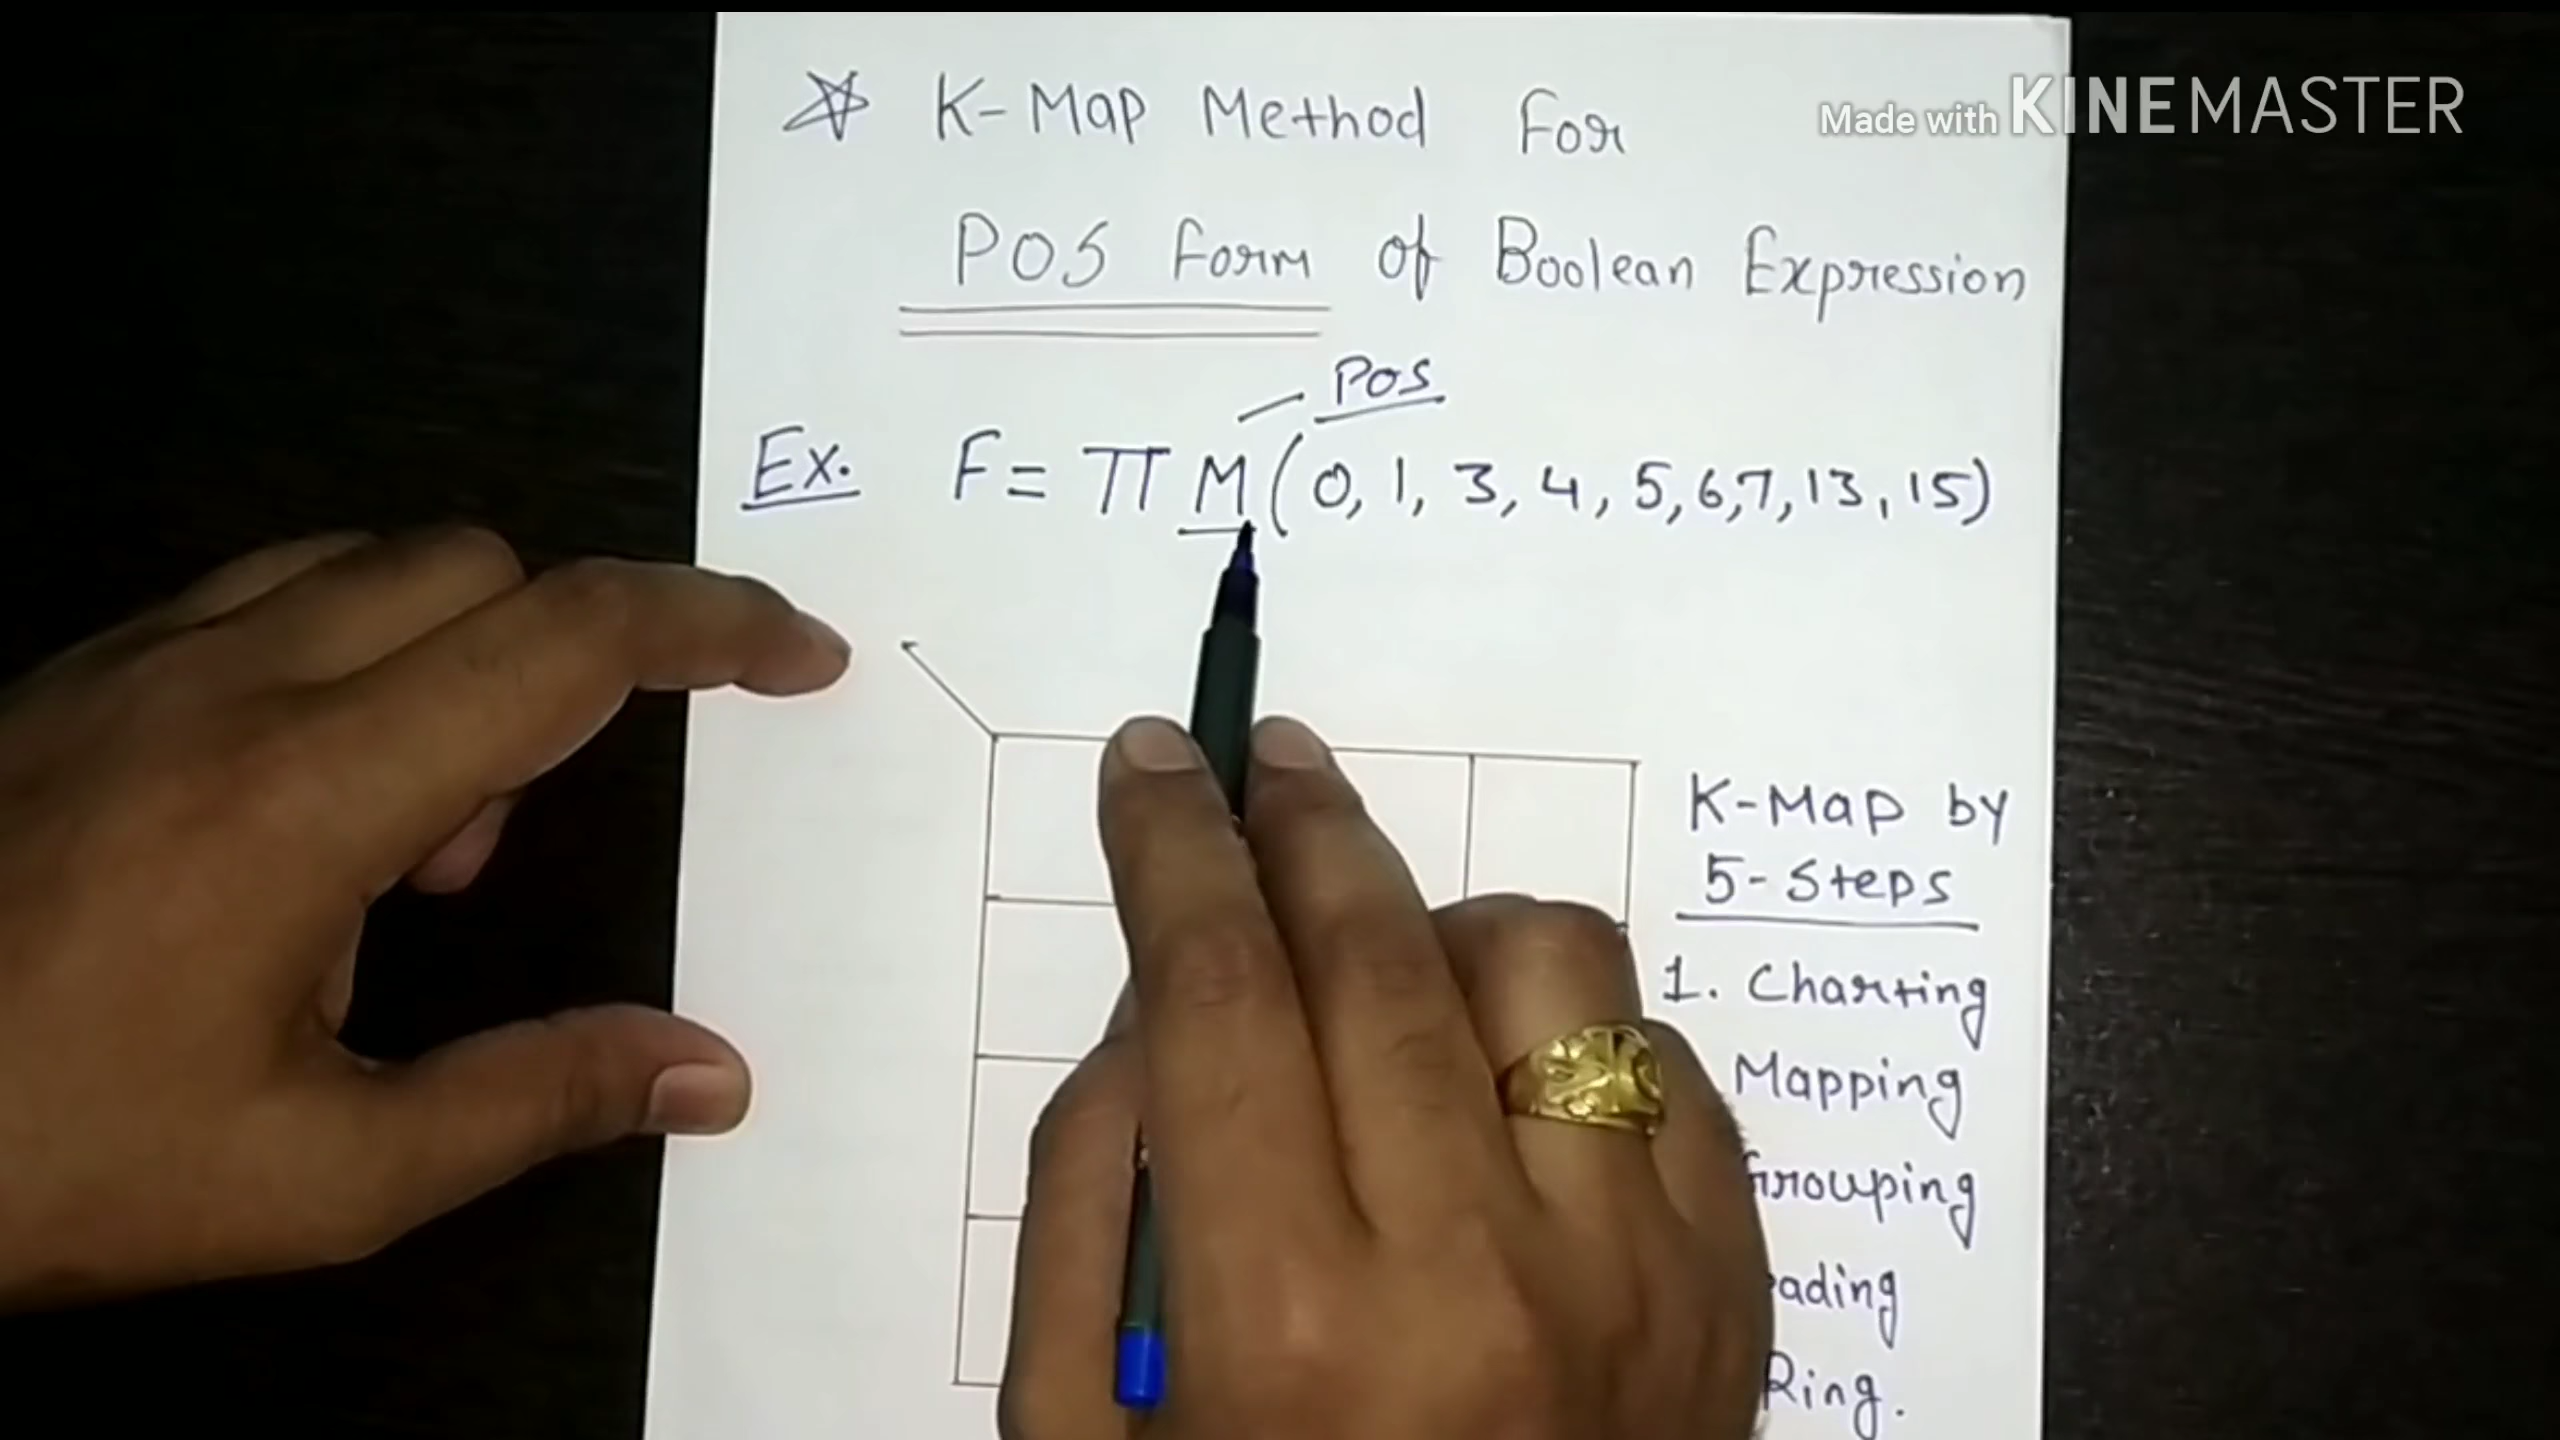 K-Map Method For
Made with KINEMASTER
POS Form of Boolean Expression
POS
Ex. F = π M (0, 1, 3, 4, 5, 6, 7, 13, 15)
K-Map by
5-Steps
1. Charting
Mapping
Grouping
Ring.